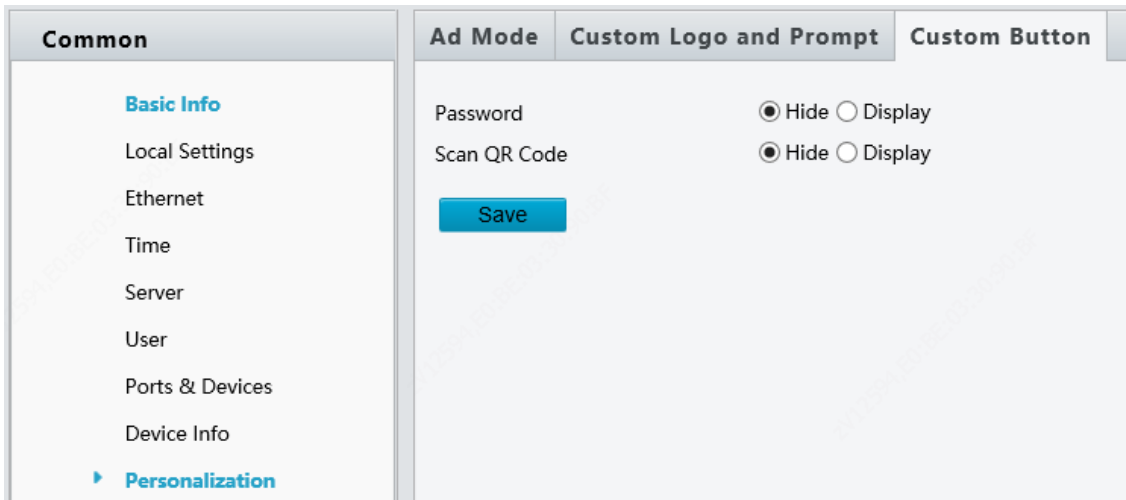 Common
Basic Info
Local Settings
Ethernet
Time
Server
User
Ports & Devices
Device Info
Personalization
Ad Mode Custom Logo and Prompt Custom Button
Password Hide Display
Scan QR Code Hide Display
Save